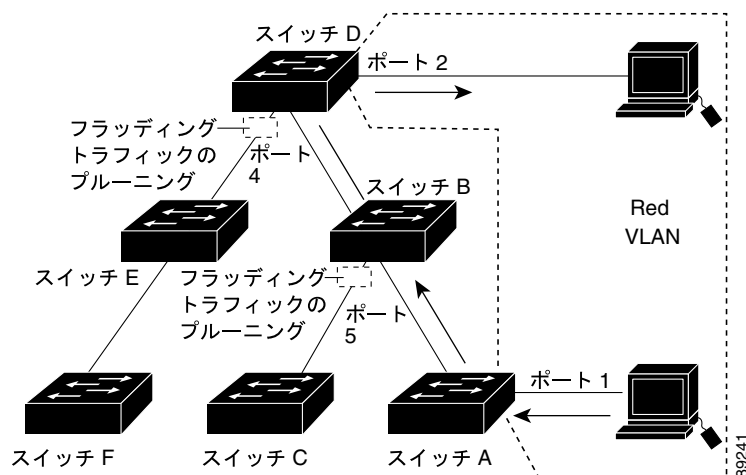 スイッチ D
ポート 2
フラッディング
トラフィックの
プルーニング
ポート
4
スイッチ B
Red
VLAN
スイッチ E
フラッディング
トラフィックの
プルーニング
ポート
5
ポート 1
スイッチ F
スイッチ C
スイッチ A
89241